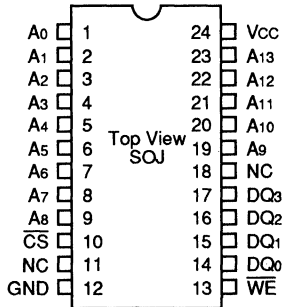 A0 1 24 VCC
A1 2 23 A13
A2 3 22 A12
A3 4 21 A11
A4 5 20 A10
Top View
A5 6 19 A9
SOJ
A6 7 18 NC
A7 8 17 DQ3
A8 9 16 DQ2
C̅S̅ 10 15 DQ1
NC 11 14 DQ0
GND 12 13 W̅E̅